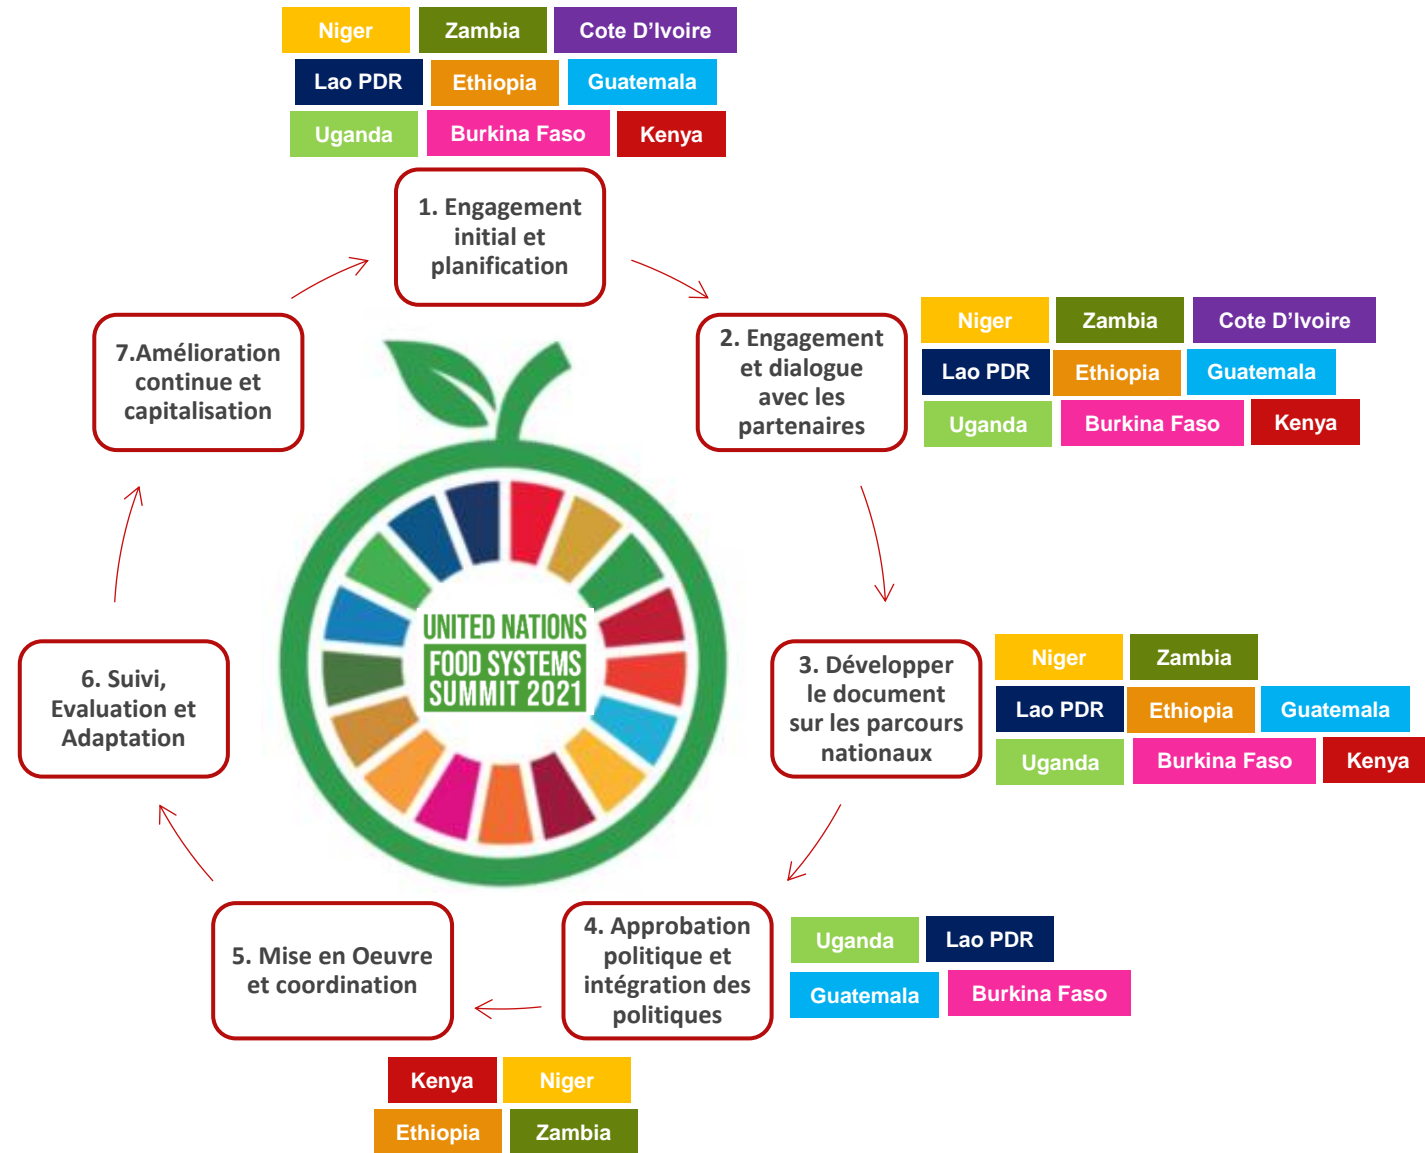 Niger Zambia Cote D’Ivoire
Lao PDR Ethiopia Guatemala
Uganda Burkina Faso Kenya
1. Engagement
initial et
planification
2. Engagement
et dialogue
avec les
partenaires
Niger Zambia Cote D’Ivoire
Lao PDR Ethiopia Guatemala
Uganda Burkina Faso Kenya
3. Développer
le document
sur les parcours
nationaux
Niger Zambia
Lao PDR Ethiopia Guatemala
Uganda Burkina Faso Kenya
4. Approbation
politique et
intégration des
politiques
Uganda Lao PDR
Guatemala Burkina Faso
5. Mise en Oeuvre
et coordination
Kenya Niger
Ethiopia Zambia
6. Suivi,
Evaluation et
Adaptation
7.Amélioration
continue et
capitalisation
UNITED NATIONS
FOOD SYSTEMS
SUMMIT 2021